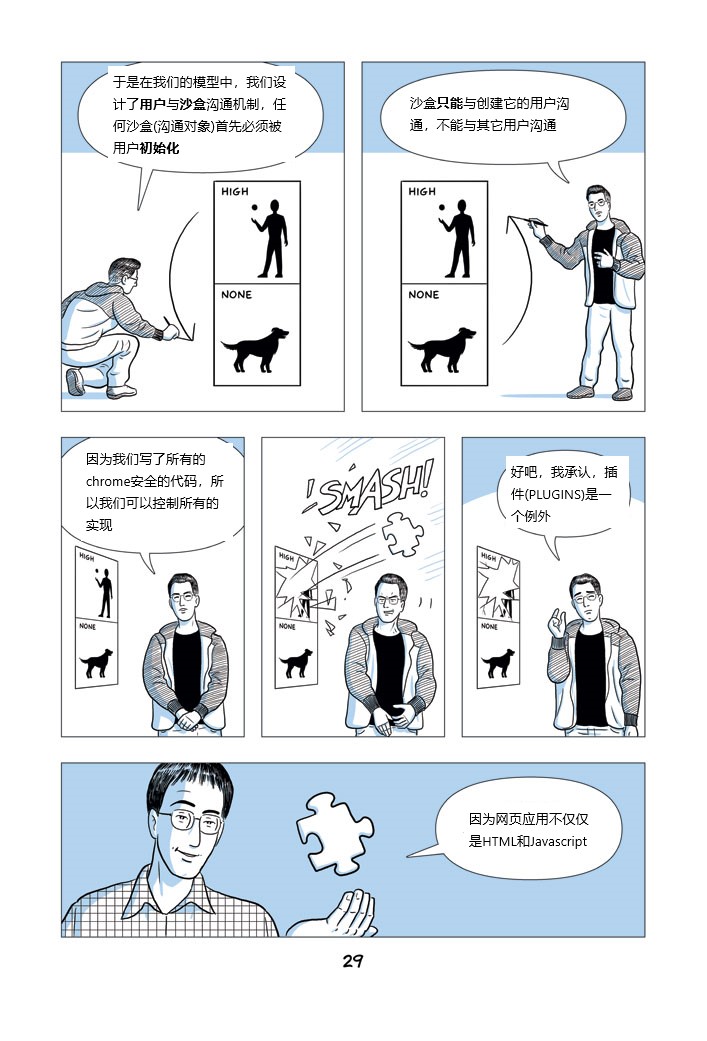 于是在我们的模型中，我们设
计了用户与沙盒沟通机制，任
何沙盒(沟通对象)首先必须被
用户初始化
HIGH
NONE
沙盒只能与创建它的用户沟
通，不能与其它用户沟通
HIGH
NONE
因为我们写了所有的
chrome安全的代码，所
以我们可以控制所有的
实现
HIGH
NONE
SMASH!
HIGH
NONE
好吧，我承认，插
件(PLUGINS)是一
个例外
HIGH
NONE
因为网页应用不仅仅
是HTML和Javascript
29